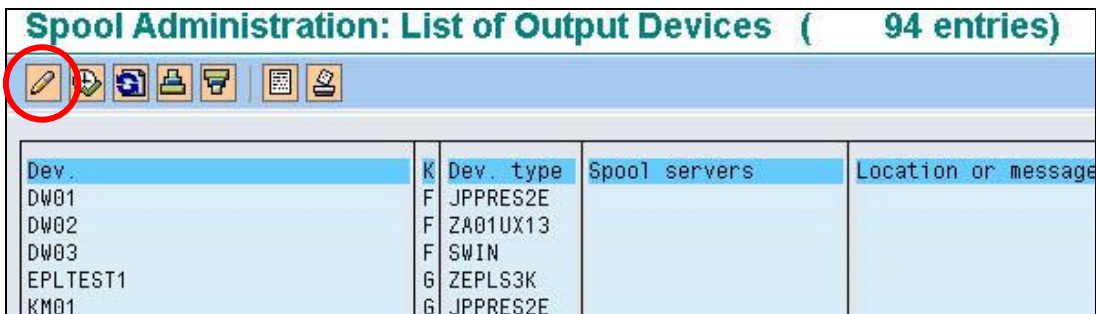 Spool Administration: List of Output Devices ( 94 entries)
Dev. K Dev. type Spool servers Location or message
DW01 F JPPRES2E
DW02 F ZA01UX13
DW03 F SWIN
EPLTEST1 G ZEPLS3K
KM01 G JPPRES2E